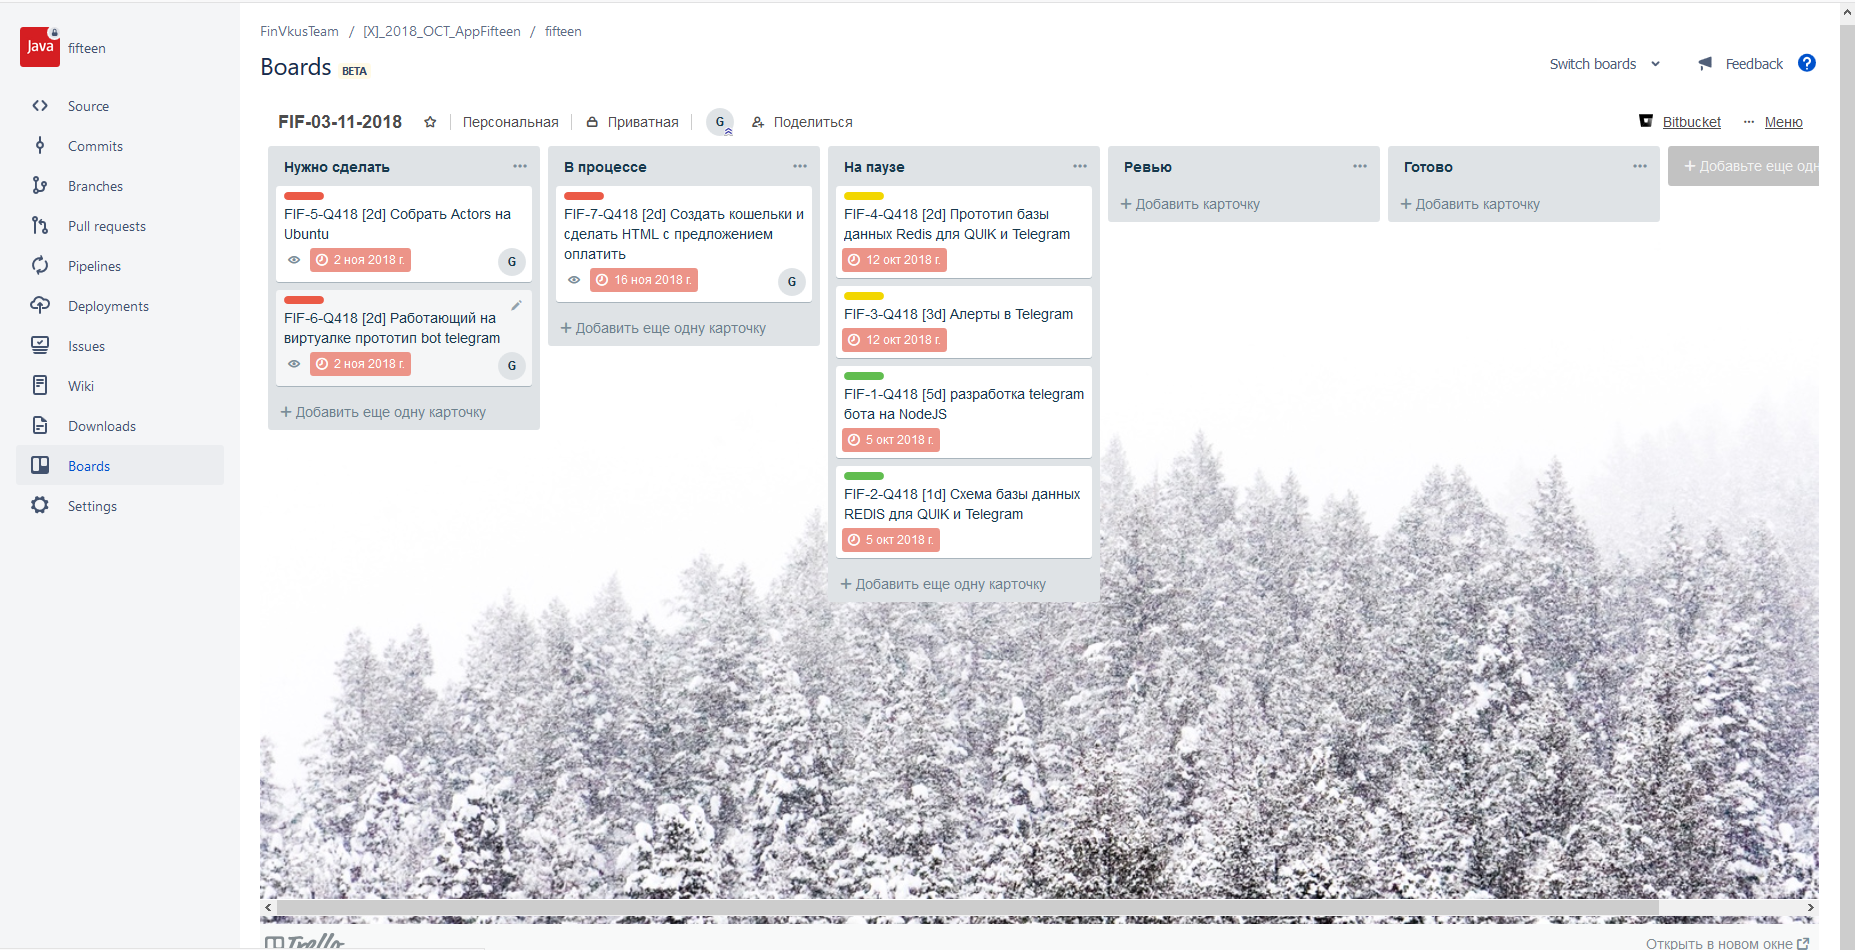 Java
fifteen
Source
Commits
Branches
Pull requests
Pipelines
Deployments
Issues
Wiki
Downloads
Boards
Settings
FinVkusTeam / [X]_2018_OCT_AppFifteen / fifteen
Boards BETA
Switch boards
Feedback
?
FIF-03-11-2018
Персональная
Приватная
G
Поделиться
Bitbucket
... Меню
Нужно сделать
FIF-5-Q418 [2d] Собрать Actors на
Ubuntu
2 ноя 2018 г.
G
FIF-6-Q418 [2d] Работающий на
виртуалке прототип bot telegram
2 ноя 2018 г.
G
+ Добавить еще одну карточку
В процессе
FIF-7-Q418 [2d] Создать кошельки и
сделать HTML с предложением
оплатить
16 ноя 2018 г.
G
+ Добавить еще одну карточку
На паузе
FIF-4-Q418 [2d] Прототип базы
данных Redis для QUIK и Telegram
12 окт 2018 г.
FIF-3-Q418 [3d] Алерты в Telegram
12 окт 2018 г.
FIF-1-Q418 [5d] разработка telegram
бота на NodeJS
5 окт 2018 г.
FIF-2-Q418 [1d] Схема базы данных
REDIS для QUIK и Telegram
5 окт 2018 г.
+ Добавить еще одну карточку
Ревью
+ Добавить карточку
Готово
+ Добавить карточку
+ Добавьте еще одн
Trello
Открыть в новом окне